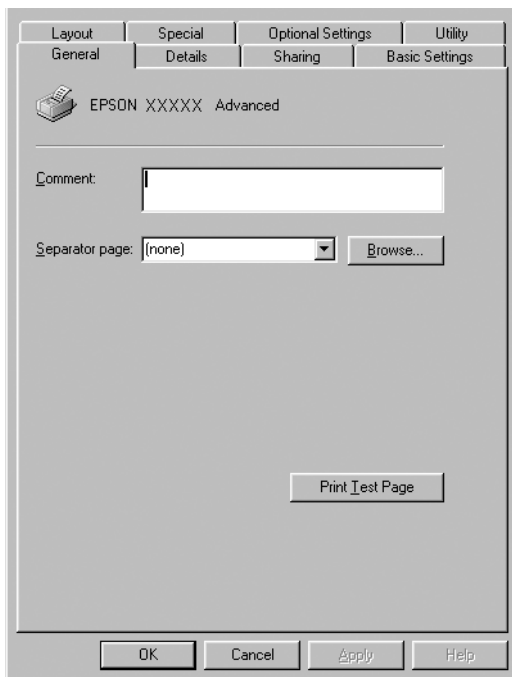 Layout Special Optional Settings Utility
General Details Sharing Basic Settings
EPSON XXXXX Advanced
Comment:
Separator page: (none) Browse...
Print Test Page
OK Cancel Apply Help